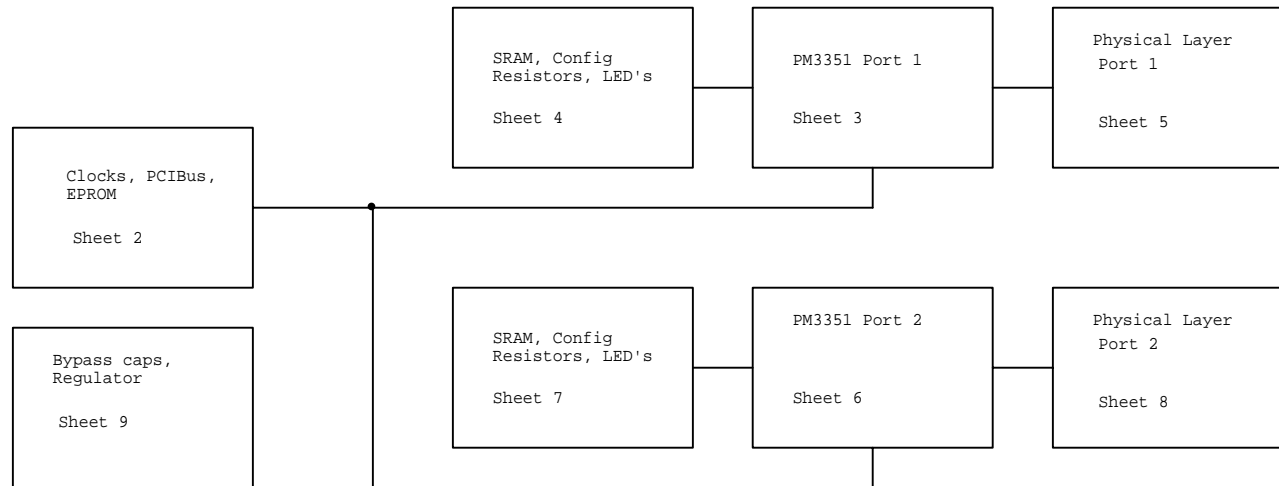 SRAM, Config
Resistors, LED's
Sheet 4
PM3351 Port 1
Sheet 3
Physical Layer
Port 1
Sheet 5
Clocks, PCIBus,
EPROM
Sheet 2
SRAM, Config
Resistors, LED's
Sheet 7
PM3351 Port 2
Sheet 6
Physical Layer
Port 2
Sheet 8
Bypass caps,
Regulator
Sheet 9